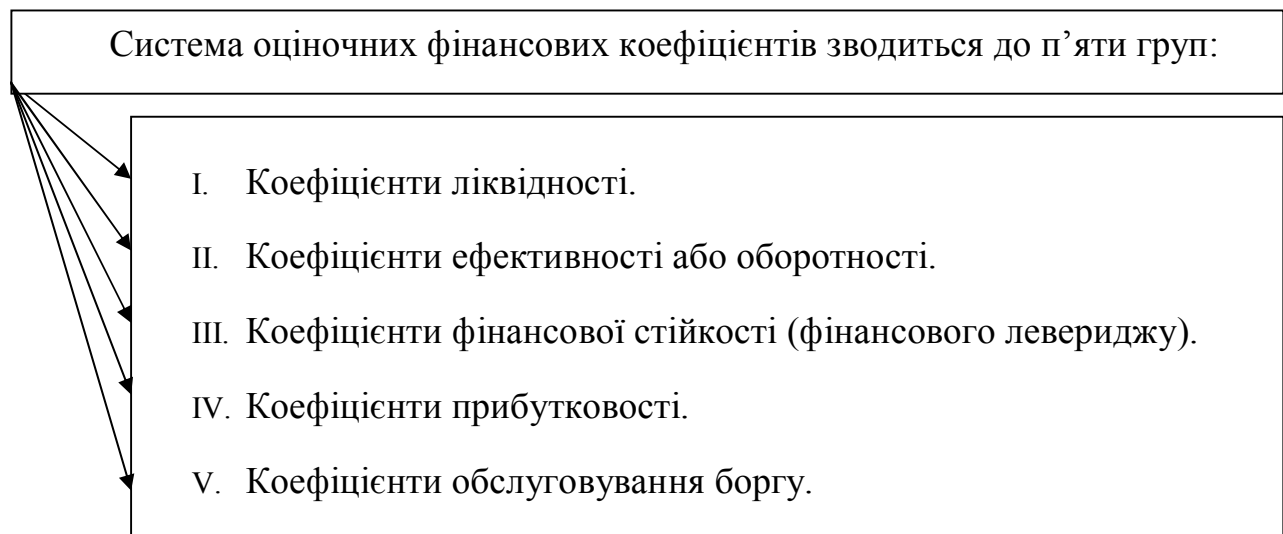 Система оціночних фінансових коефіцієнтів зводиться до п’яти груп:
I. Коефіцієнти ліквідності.
II. Коефіцієнти ефективності або оборотності.
III. Коефіцієнти фінансової стійкості (фінансового левериджу).
IV. Коефіцієнти прибутковості.
V. Коефіцієнти обслуговування боргу.